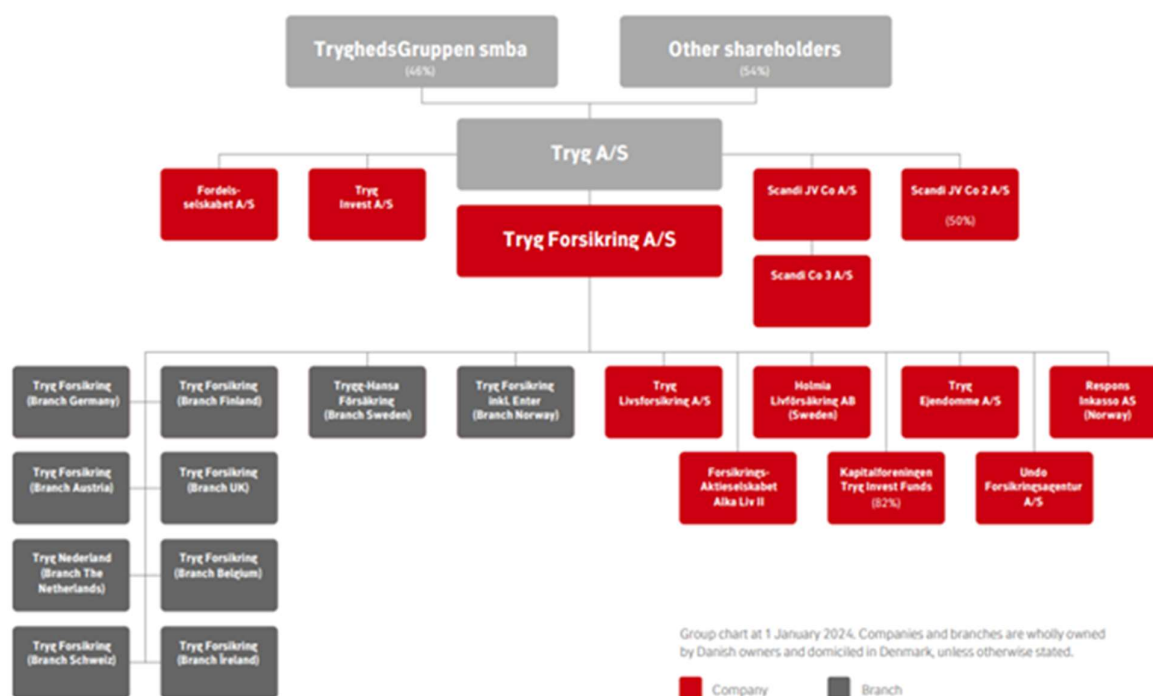 TryghedsGruppen smba
(46%)
Other shareholders
(54%)
Tryg A/S
Fordels-
selskabet A/S
Tryg
Invest A/S
Tryg Forsikring A/S
Scandi JV Co A/S
Scandi JV Co 2 A/S
(50%)
Scandi Co 3 A/S
Tryg Forsikring
(Branch Germany)
Tryg Forsikring
(Branch Finland)
Trygg-Hansa
Försäkring
(Branch Sweden)
Tryg Forsikring
inkl. Enter
(Branch Norway)
Tryg
Livsforsikring A/S
Holmia
Livförsäkring AB
(Sweden)
Tryg
Ejendomme A/S
Respons
Inkasso AS
(Norway)
Tryg Forsikring
(Branch Austria)
Tryg Forsikring
(Branch UK)
Forsikrings-
Aktieselskabet
Alka Liv II
Kapitalforeningen
Tryg Invest Funds
(82%)
Undo
Forsikringsagentur
A/S
Tryg Nederland
(Branch The
Netherlands)
Tryg Forsikring
(Branch Belgium)
Tryg Forsikring
(Branch Schweiz)
Tryg Forsikring
(Branch Ireland)
Group chart at 1 January 2024. Companies and branches are wholly owned
by Danish owners and domiciled in Denmark, unless otherwise stated.
Company
Branch